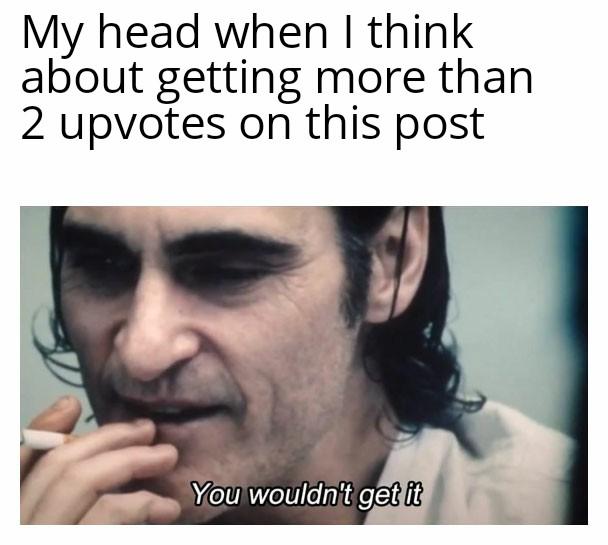 My head when I think
about getting more than
2 upvotes on this post
You wouldn't get it